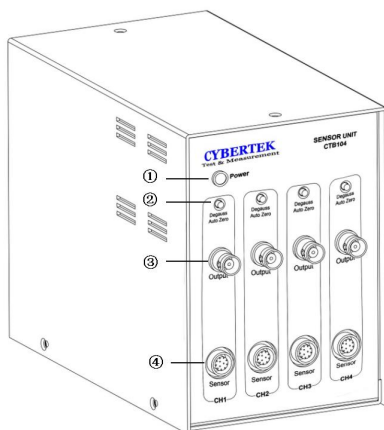 CYBERTEK
Test & Measurement
SENSOR UNIT
CTB104
① Power
② Degauss Auto Zero
Degauss Auto Zero
Degauss Auto Zero
Degauss Auto Zero
③ Output
Output
Output
Output
④ Sensor
Sensor
Sensor
Sensor
CH1
CH2
CH3
CH4